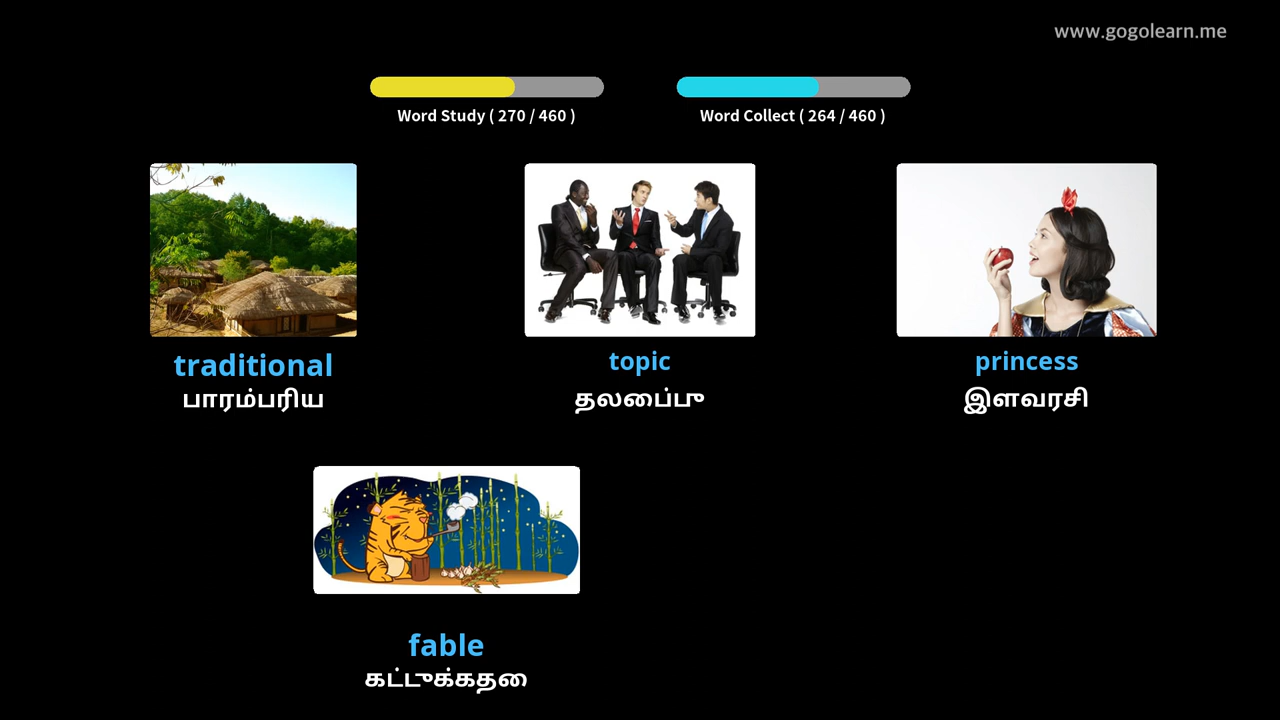 www.gogolearn.me
Word Study ( 270 / 460 )
Word Collect ( 264 / 460 )
traditional
பாரம்பரிய
topic
தலைப்பு
princess
இளவரசி
fable
கட்டுக்கதை